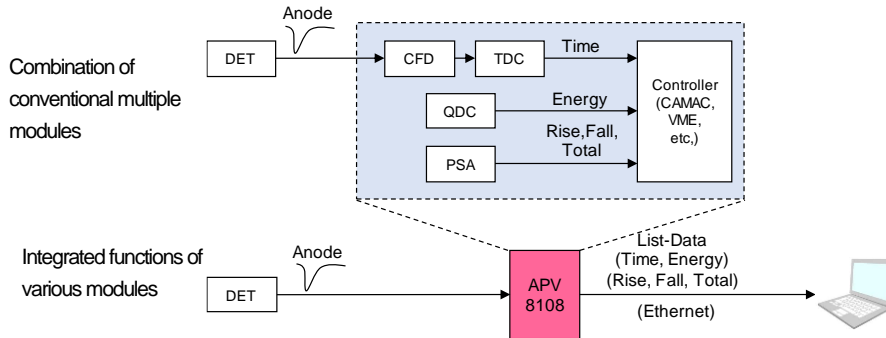 Combination of
conventional multiple
modules
Anode
DET
CFD
TDC
Time
QDC
Energy
PSA
Rise,Fall,
Total
Controller
(CAMAC,
VME,
etc,)
Integrated functions of
various modules
Anode
DET
APV
8108
List-Data
(Time, Energy)
(Rise, Fall, Total)
(Ethernet)